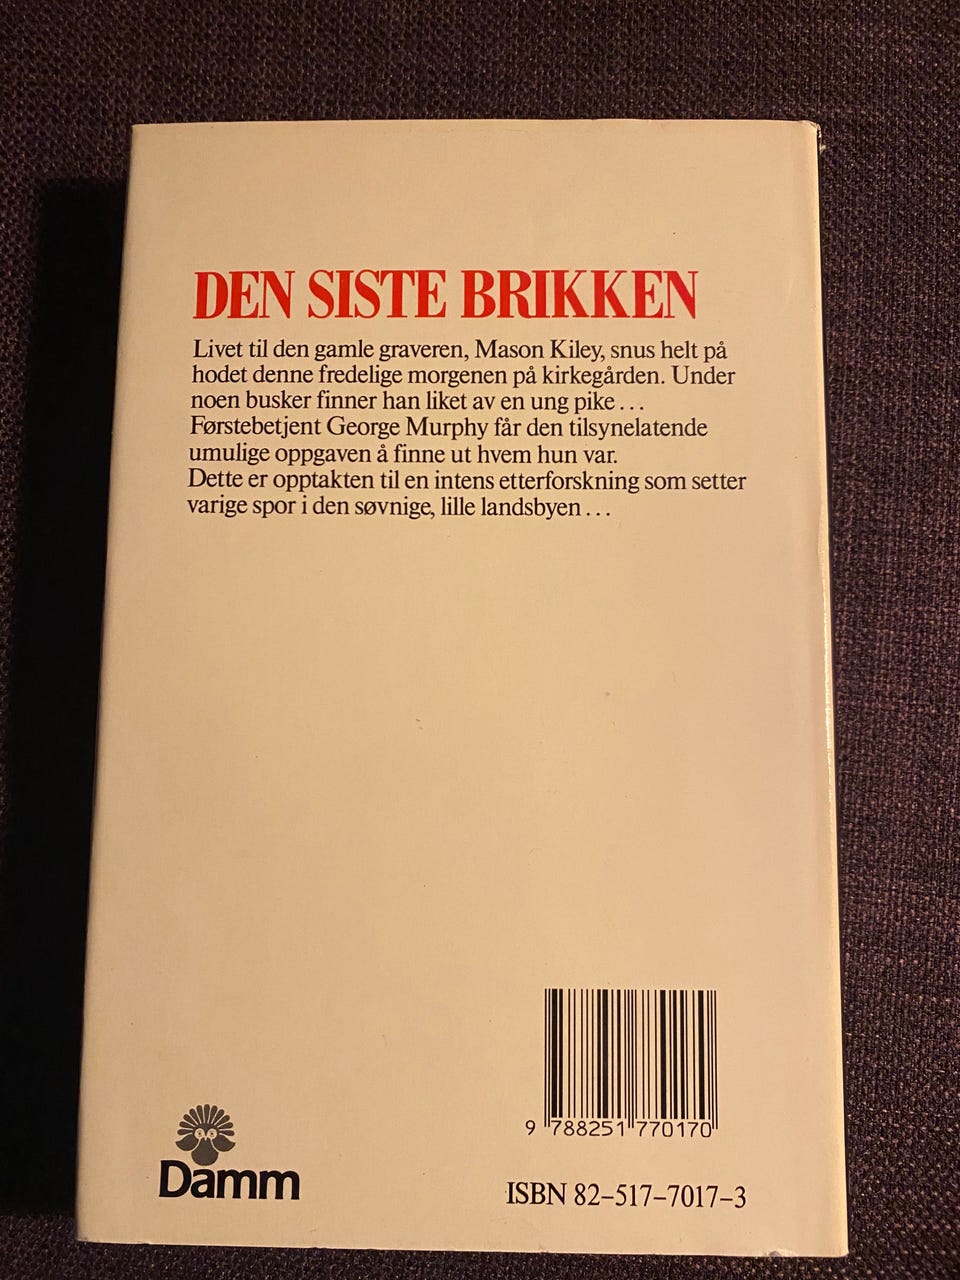 DEN SISTE BRIKKEN
Livet til den gamle graveren, Mason Kiley, snus helt på
hodet denne fredelige morgenen på kirkegården. Under
noen busker finner han liket av en ung pike...
Førstebetjent George Murphy får den tilsynelatende
umulige oppgaven å finne ut hvem hun var.
Dette er opptakten til en intens etterforskning som setter
varige spor i den søvnige, lille landsbyen...
9 788251 770170
Damm
ISBN 82-517-7017-3